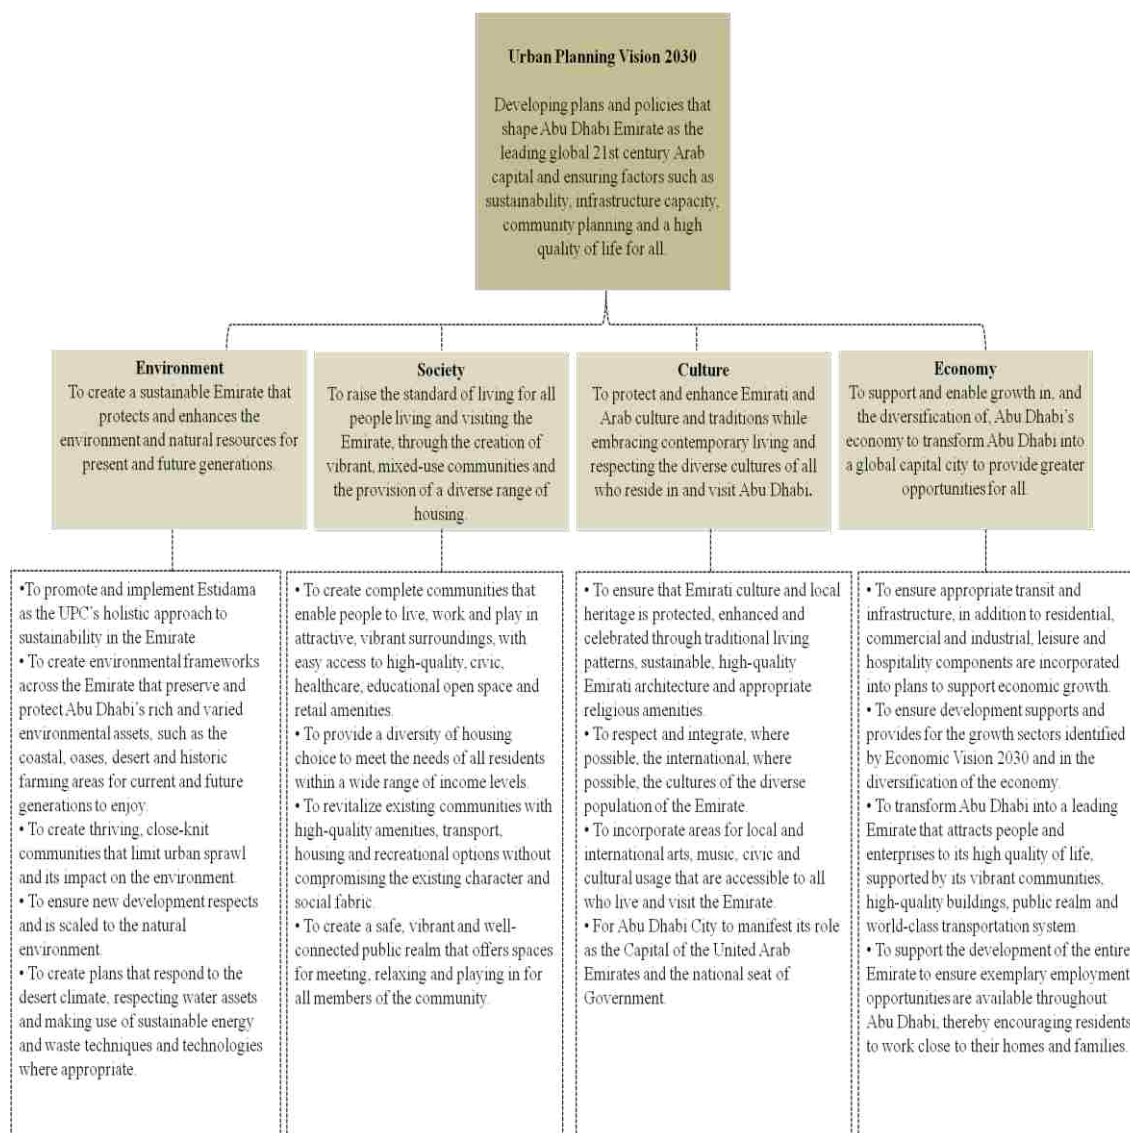 Urban Planning Vision 2030
Developing plans and policies that
shape Abu Dhabi Emirate as the
leading global 21st century Arab
capital and ensuring factors such as
sustainability, infrastructure capacity,
community planning and a high
quality of life for all.
Environment
To create a sustainable Emirate that
protects and enhances the
environment and natural resources for
present and future generations.
Society
To raise the standard of living for all
people living and visiting the
Emirate, through the creation of
vibrant, mixed-use communities and
the provision of a diverse range of
housing.
Culture
To protect and enhance Emirati and
Arab culture and traditions while
embracing contemporary living and
respecting the diverse cultures of all
who reside in and visit Abu Dhabi.
Economy
To support and enable growth in, and
the diversification of, Abu Dhabi's
economy to transform Abu Dhabi into
a global capital city to provide greater
opportunities for all.
•To promote and implement Estidama
as the UPC's holistic approach to
sustainability in the Emirate.
• To create environmental frameworks
across the Emirate that preserve and
protect Abu Dhabi's rich and varied
environmental assets, such as the
coastal, oases, desert and historic
farming areas for current and future
generations to enjoy.
• To create thriving, close-knit
communities that limit urban sprawl
and its impact on the environment.
• To ensure new development respects
and is scaled to the natural
environment.
• To create plans that respond to the
desert climate, respecting water assets
and making use of sustainable energy
and waste techniques and technologies
where appropriate.
• To create complete communities that
enable people to live, work and play in
attractive, vibrant surroundings, with
easy access to high-quality, civic,
healthcare, educational open space and
retail amenities.
• To provide a diversity of housing
choice to meet the needs of all residents
within a wide range of income levels.
• To revitalize existing communities with
high-quality amenities, transport,
housing and recreational options without
compromising the existing character and
social fabric.
• To create a safe, vibrant and well-
connected public realm that offers spaces
for meeting, relaxing and playing in for
all members of the community.
• To ensure that Emirati culture and local
heritage is protected, enhanced and
celebrated through traditional living
patterns, sustainable, high-quality
Emirati architecture and appropriate
religious amenities.
• To respect and integrate, where
possible, the international, where
possible, the cultures of the diverse
population of the Emirate.
• To incorporate areas for local and
international arts, music, civic and
cultural usage that are accessible to all
who live and visit the Emirate.
• For Abu Dhabi City to manifest its role
as the Capital of the United Arab
Emirates and the national seat of
Government.
• To ensure appropriate transit and
infrastructure, in addition to residential,
commercial and industrial, leisure and
hospitality components are incorporated
into plans to support economic growth.
• To ensure development supports and
provides for the growth sectors identified
by Economic Vision 2030 and in the
diversification of the economy.
• To transform Abu Dhabi into a leading
Emirate that attracts people and
enterprises to its high quality of life,
supported by its vibrant communities,
high-quality buildings, public realm and
world-class transportation system.
• To support the development of the entire
Emirate to ensure exemplary employment
opportunities are available throughout
Abu Dhabi, thereby encouraging residents
to work close to their homes and families.